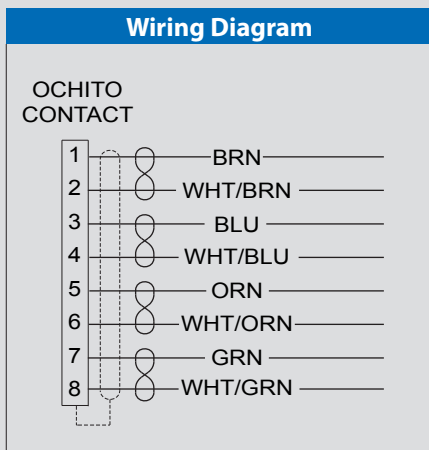 Wiring Diagram
OCHITO
CONTACT
1 BRN
2 WHT/BRN
3 BLU
4 WHT/BLU
5 ORN
6 WHT/ORN
7 GRN
8 WHT/GRN